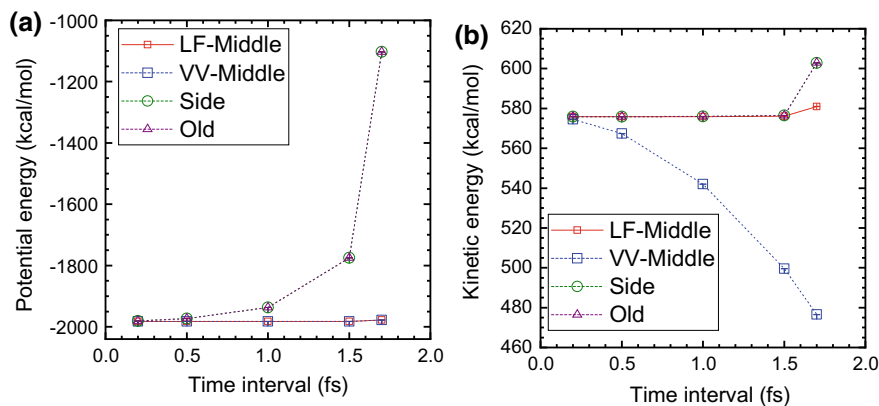 (a)
Potential energy (kcal/mol)
-1000
-1200
-1400
-1600
-1800
-2000
LF-Middle
VV-Middle
Side
Old
0.0 0.5 1.0 1.5 2.0
Time interval (fs)
(b)
Kinetic energy (kcal/mol)
620
600
580
560
540
520
500
480
460
LF-Middle
VV-Middle
Side
Old
0.0 0.5 1.0 1.5 2.0
Time interval (fs)